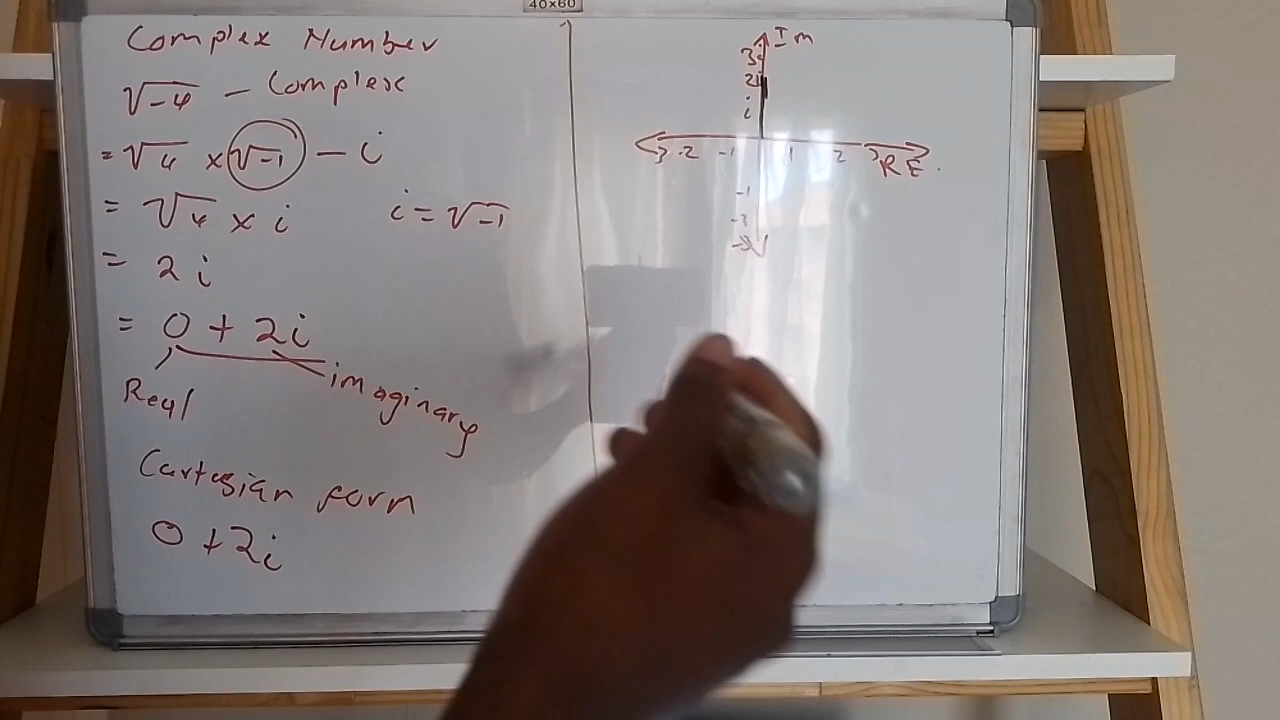 40x60
Complex Number
√-4 - Complex
= √4 x √-1 - i
= √4 x i i = √-1
= 2i
= 0 + 2i
Real imaginary
Cartesian form
0 + 2i
Im
3
2
i
-3 -2 -1 1 2 3 RE.
-1
-3